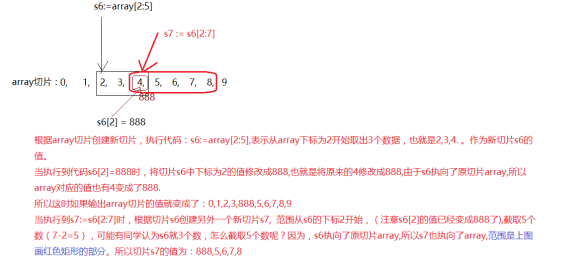 s6:=array[2:5]
s7 := s6[2:7]
array切片：0, 1, 2, 3, 4, 5, 6, 7, 8, 9
888
s6[2] = 888
根据array切片创建新切片，执行代码：s6:=array[2:5],表示从array下标为2开始取出3个数据，也就是2,3,4.。作为新切片s6的
值。
当执行到代码s6[2]=888时，将切片s6中下标为2的值修改成888,也就是将原来的4修改成888,由于s6执向了原切片array,所以
array对应的值也有4变成了888.
所以这时如果输出array切片的值就变成了：0,1,2,3,888,5,6,7,8,9
当执行到s7:=s6[2:7]时，根据切片s6创建另外一个新切片s7, 范围从s6的下标2开始，（注意s6[2]的值已经变成888了),截取5个
数（7-2=5），可能有同学认为s6就3个数，怎么截取5个数呢？因为，s6执向了原切片array,所以s7也执向了array,范围是上图
画红色矩形的部分。所以切片s7的值为：888,5,6,7,8